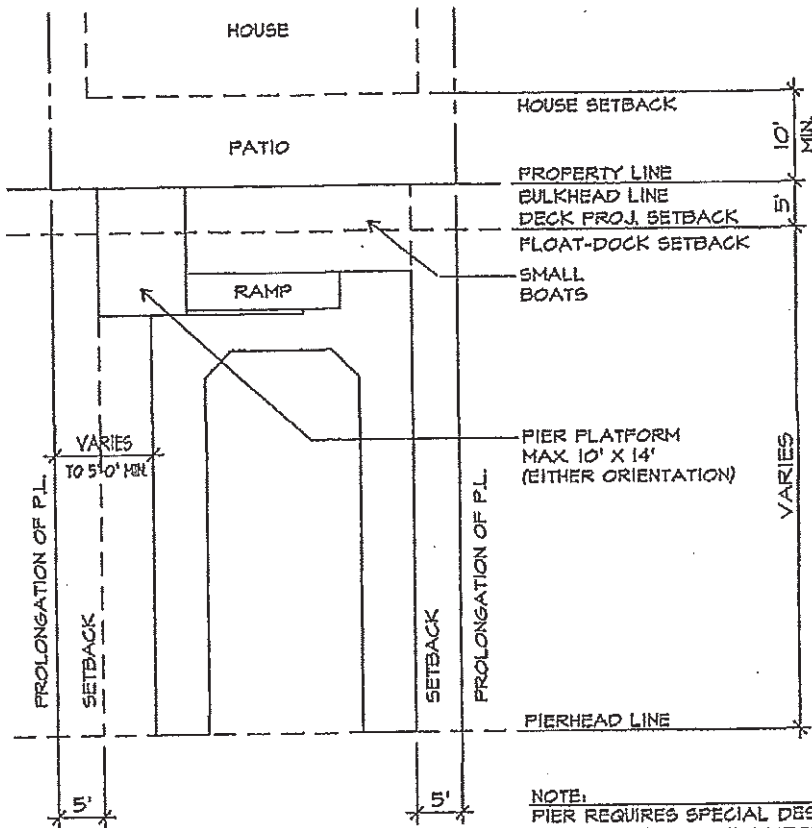 HOUSE
HOUSE SETBACK
10'
MIN.
PATIO
PROPERTY LINE
BULKHEAD LINE
DECK PROJ. SETBACK
5'
FLOAT-DOCK SETBACK
SMALL
BOATS
RAMP
PIER PLATFORM
MAX 10' X 14'
(EITHER ORIENTATION)
VARIES
TO 5'-0" MIN.
VARIES
PROLONGATION OF P.L.
SETBACK
SETBACK
PROLONGATION OF P.L.
PIERHEAD LINE
5'
5'
NOTE:
PIER REQUIRES SPECIAL DES